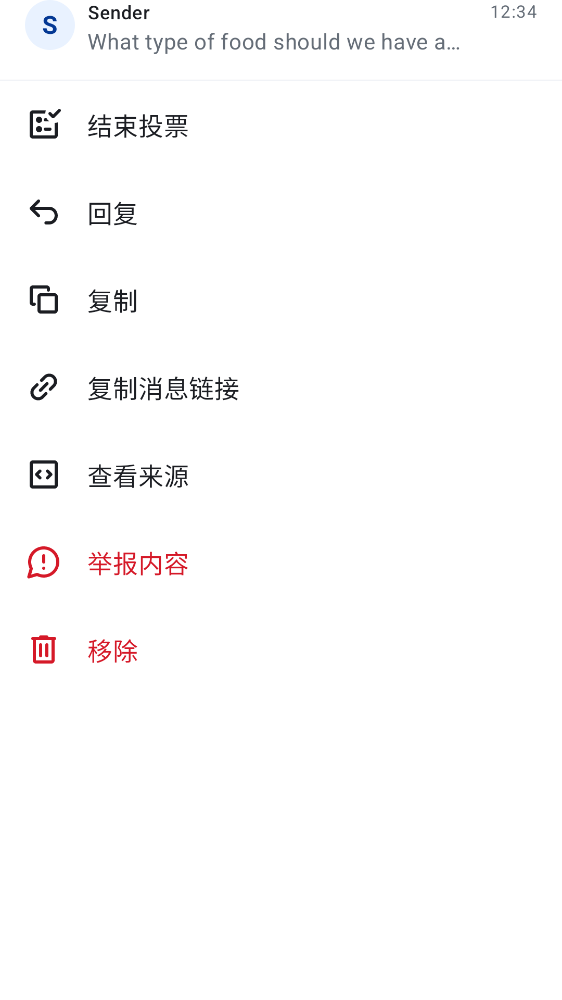 S
Sender
12:34
What type of food should we have a…
结束投票
回复
复制
复制消息链接
查看来源
举报内容
移除